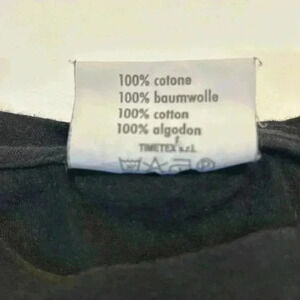 100% cotone
100% baumwolle
100% cotton
100% algodon
TIMETEX s.r.l.